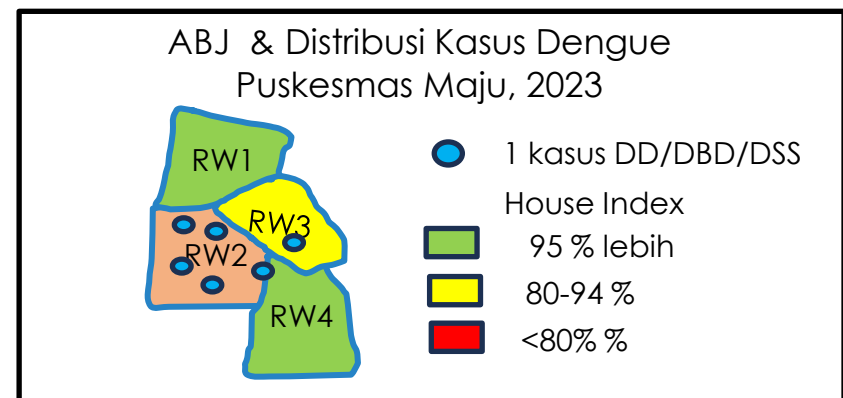 ABJ & Distribusi Kasus Dengue
Puskesmas Maju, 2023
RW1
RW3
RW2
RW4
1 kasus DD/DBD/DSS
House Index
95 % lebih
80-94 %
<80% %